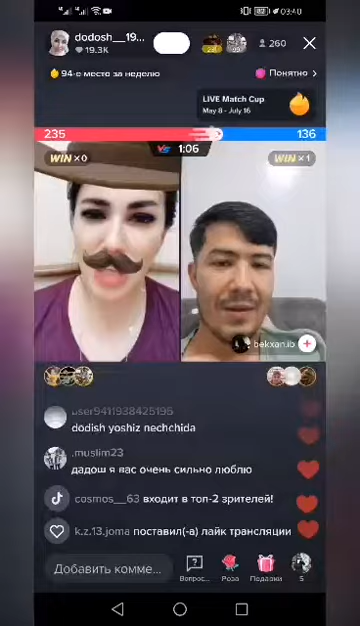 03:40
dodosh__19...
19.3K
260
94-е место за неделю
Понятно
LIVE Match Cup
May 8 - July 16
235
136
WIN ×0
VS 1:06
WIN ×1
bekxan.io
user9411938425196
dodish yoshiz nechchida
.muslim23
дадош я вас очень сильно люблю
cosmos__63 входит в топ-2 зрителей!
k.z.13.joma поставил(-а) лайк трансляции
Добавить комме...
Вопрос...
Роза
Подарки
5